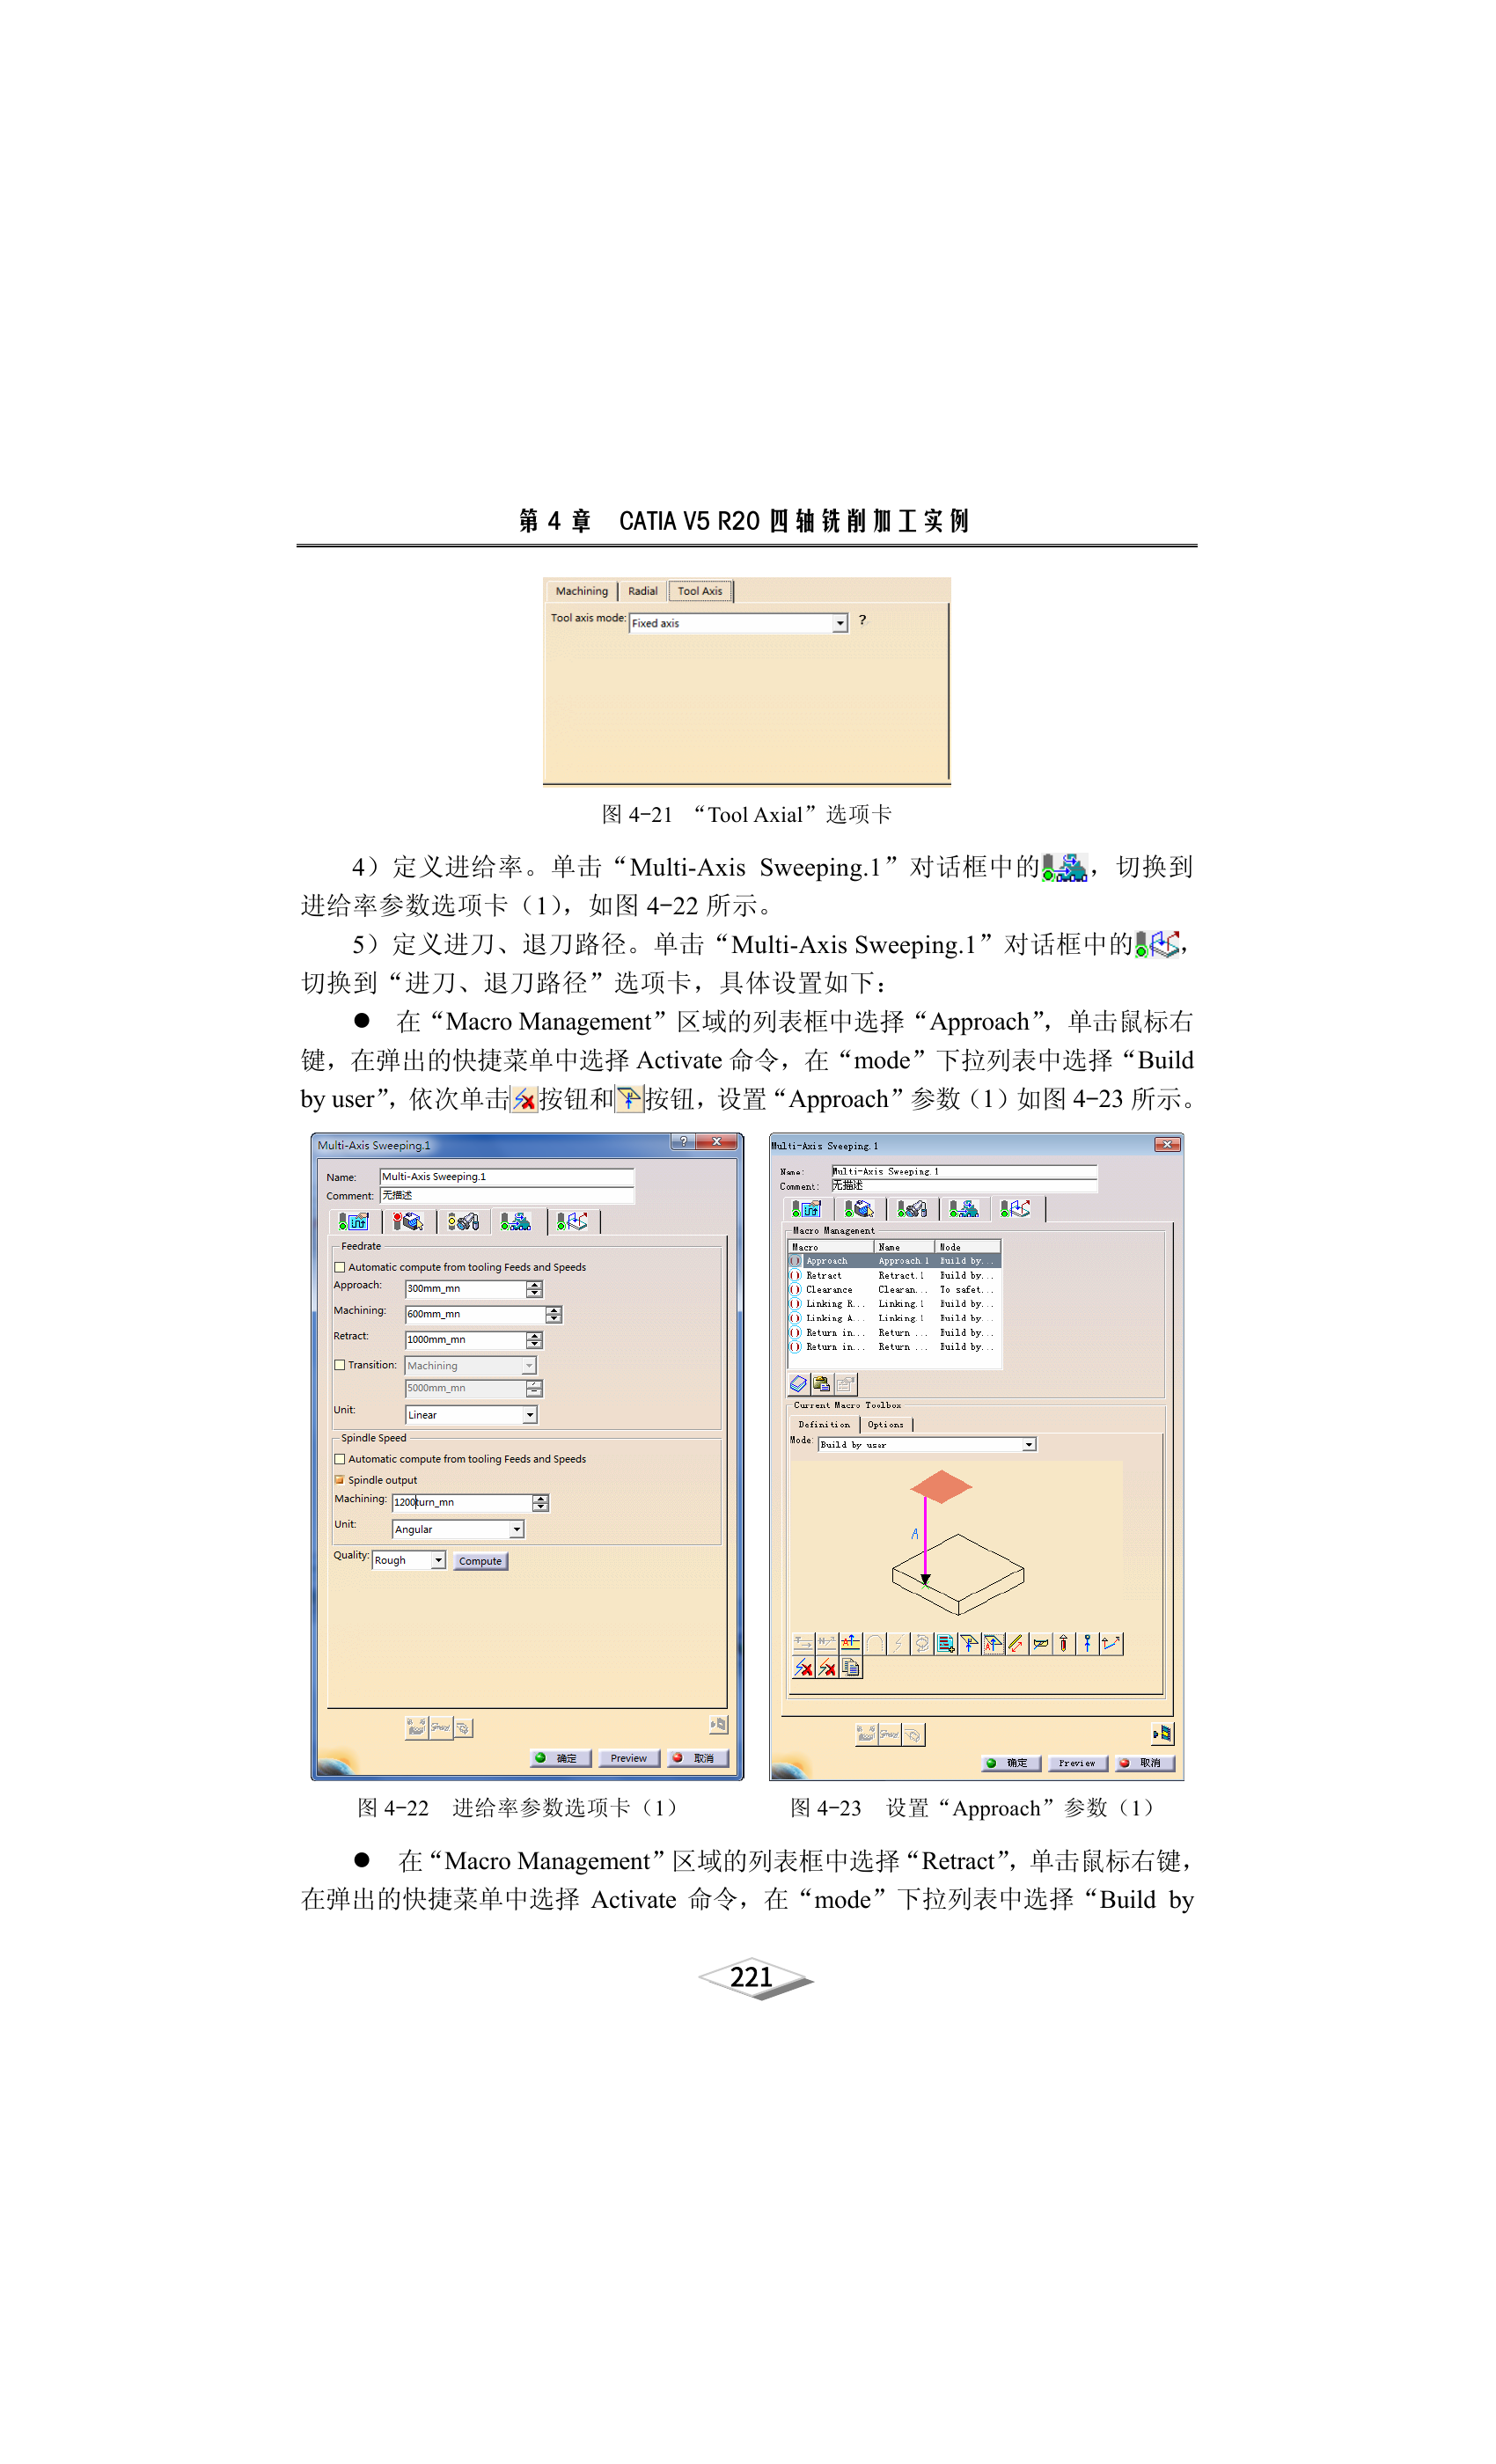 第 4 章 CATIA V5 R20 四轴铣削加工实例
Machining Radial Tool Axis
Tool axis mode: Fixed axis ?
图 4-21 “Tool Axial”选项卡
4）定义进给率。单击“Multi-Axis Sweeping.1”对话框中的，切换到
进给率参数选项卡（1），如图 4-22 所示。
5）定义进刀、退刀路径。单击“Multi-Axis Sweeping.1”对话框中的，
切换到“进刀、退刀路径”选项卡，具体设置如下：
● 在“Macro Management”区域的列表框中选择“Approach”，单击鼠标右
键，在弹出的快捷菜单中选择 Activate 命令，在“mode”下拉列表中选择“Build
by user”，依次单击按钮和按钮，设置“Approach”参数（1）如图 4-23 所示。
Multi-Axis Sweeping.1
Name: Multi-Axis Sweeping.1
Comment: 无描述
Feedrate
Automatic compute from tooling Feeds and Speeds
Approach: 300mm_mn
Machining: 600mm_mn
Retract: 1000mm_mn
Transition: Machining
5000mm_mn
Unit: Linear
Spindle Speed
Automatic compute from tooling Feeds and Speeds
Spindle output
Machining: 1200turn_mn
Unit: Angular
Quality: Rough Compute
确定 Preview 取消
Multi-Axis Sweeping.1
Name: Multi-Axis Sweeping.1
Comment: 无描述
Macro Management
Macro Name Mode
Approach Approach.1 Build by...
Retract Retract.1 Build by...
Clearance Clearan... To safet...
Linking R... Linking.1 Build by...
Linking A... Linking.1 Build by...
Return in... Return ... Build by...
Return in... Return ... Build by...
Current Macro Toolbox
Definition Options
Mode: Build by user
A
确定 Preview 取消
图 4-22 进给率参数选项卡（1）
图 4-23 设置“Approach”参数（1）
● 在“Macro Management”区域的列表框中选择“Retract”，单击鼠标右键，
在弹出的快捷菜单中选择 Activate 命令，在“mode”下拉列表中选择“Build by
221